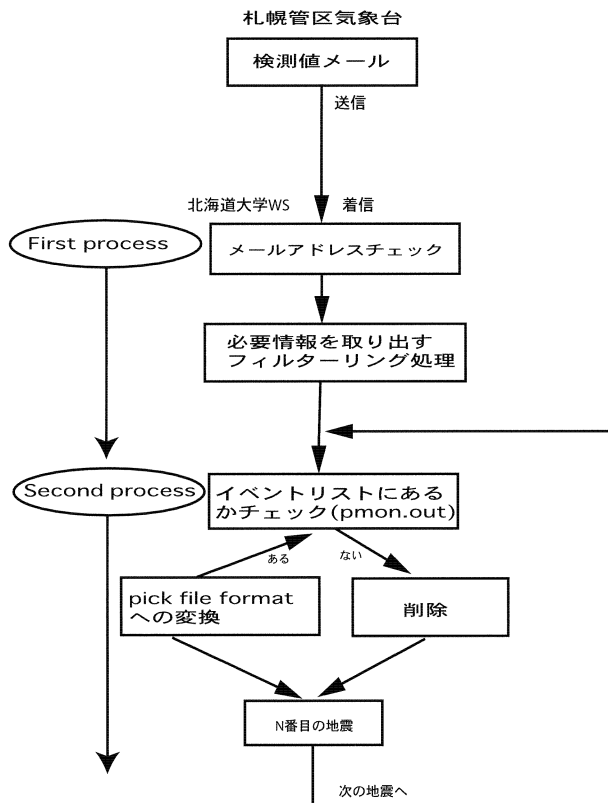 札幌管区気象台
検測値メール
送信
北海道大学WS
着信
First process
メールアドレスチェック
必要情報を取り出す
フィルターリング処理
Second process
イベントリストにある
かチェック(pmon.out)
ある
ない
pick file format
への変換
削除
N番目の地震
次の地震へ